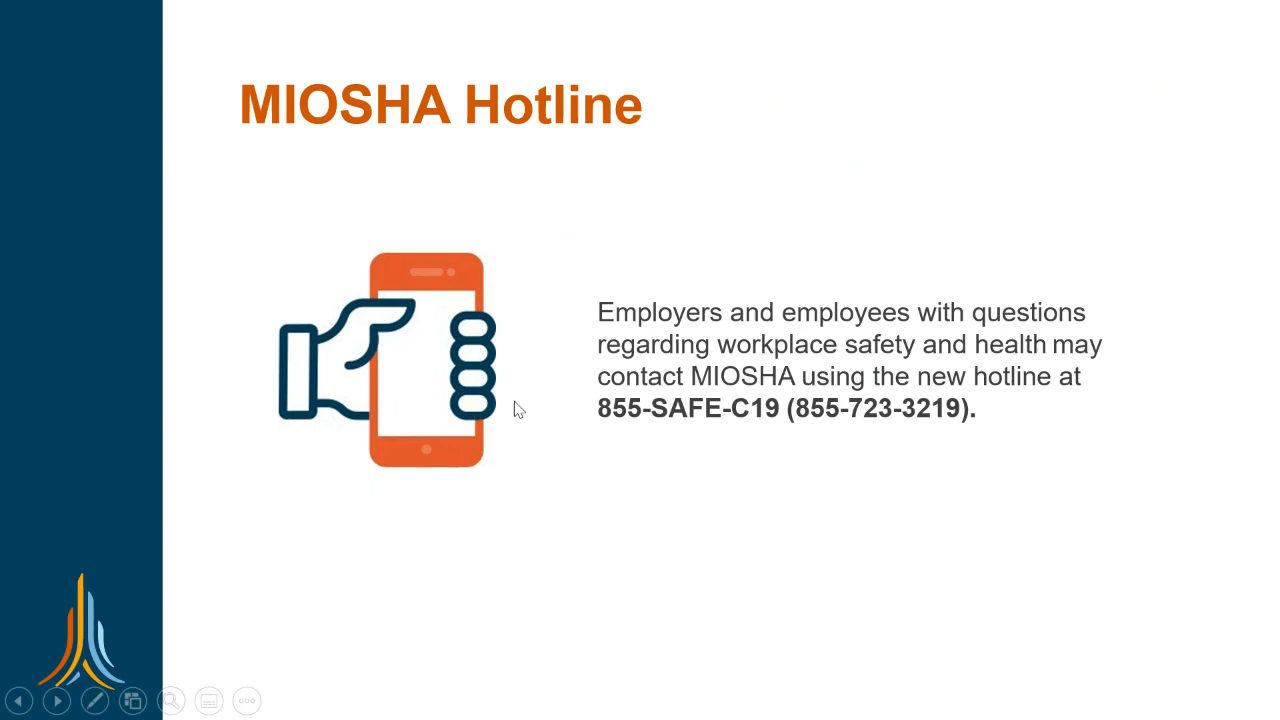 MIOSHA Hotline
Employers and employees with questions
regarding workplace safety and health may
contact MIOSHA using the new hotline at
855-SAFE-C19 (855-723-3219).